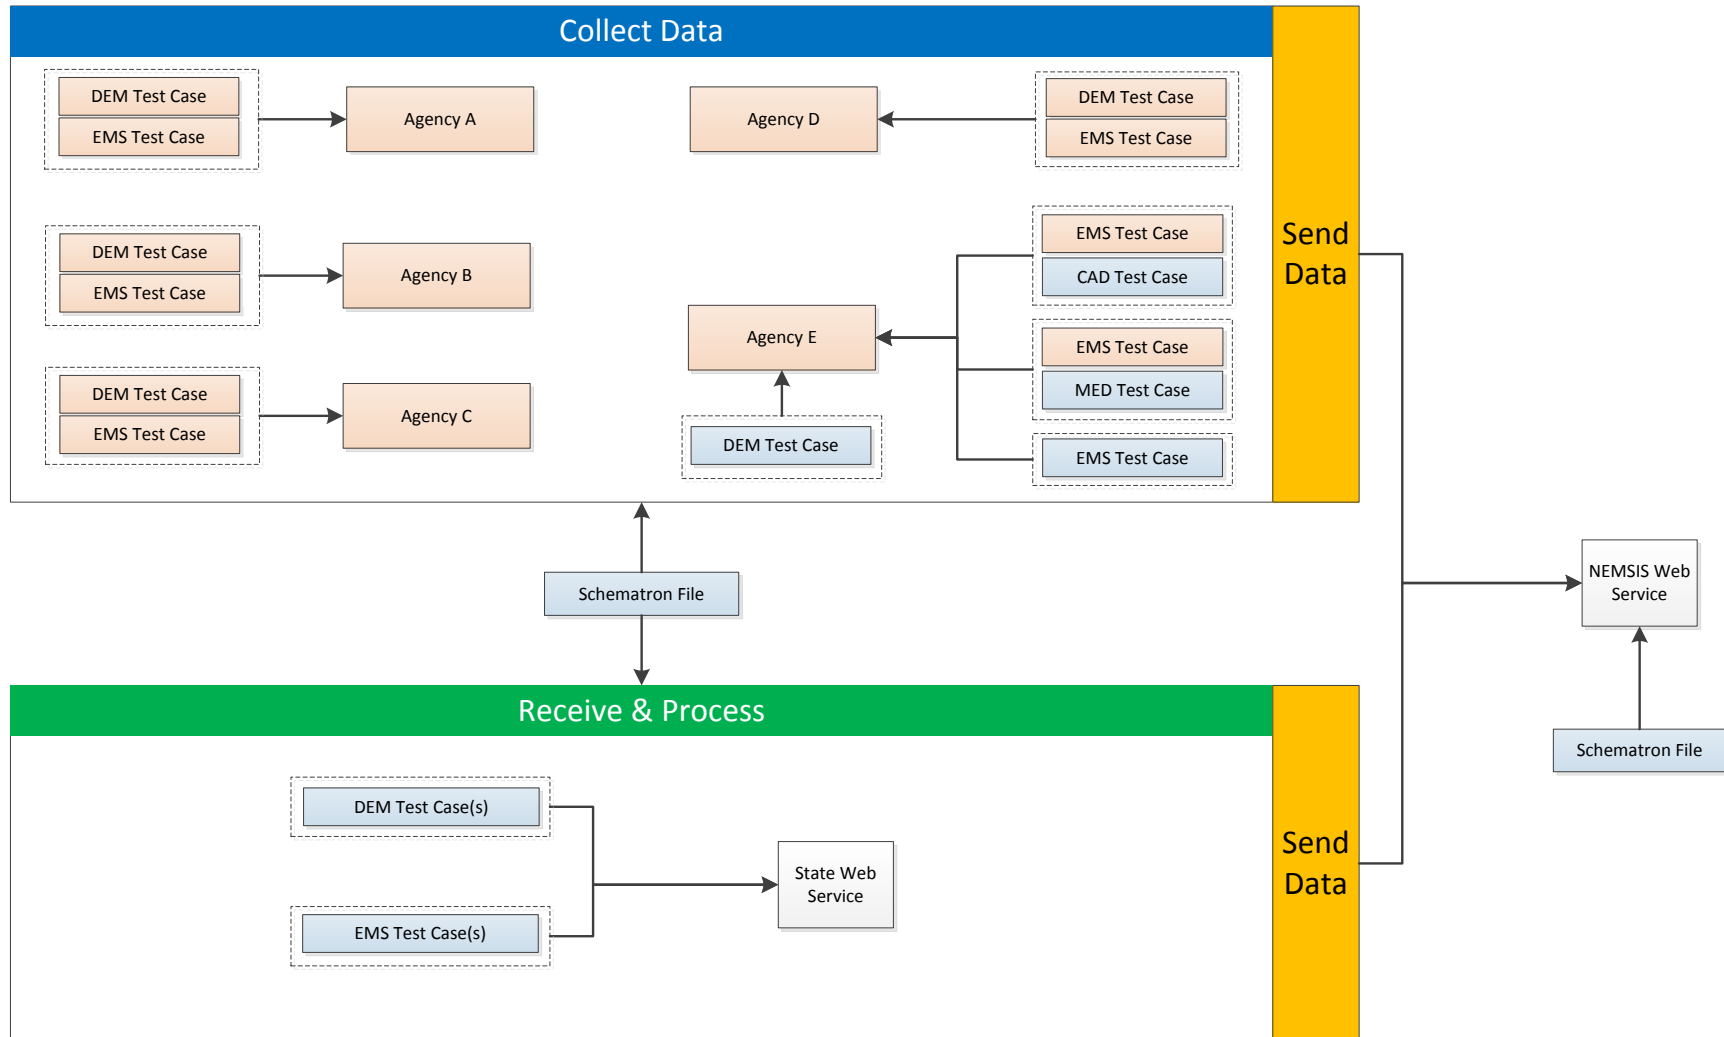 Collect Data
Send
Data
DEM Test Case
EMS Test Case
Agency A
Agency D
DEM Test Case
EMS Test Case
DEM Test Case
EMS Test Case
Agency B
EMS Test Case
CAD Test Case
Agency E
EMS Test Case
MED Test Case
DEM Test Case
EMS Test Case
Agency C
DEM Test Case
EMS Test Case
Schematron File
NEMSIS Web
Service
Schematron File
Receive & Process
Send
Data
DEM Test Case(s)
State Web
Service
EMS Test Case(s)